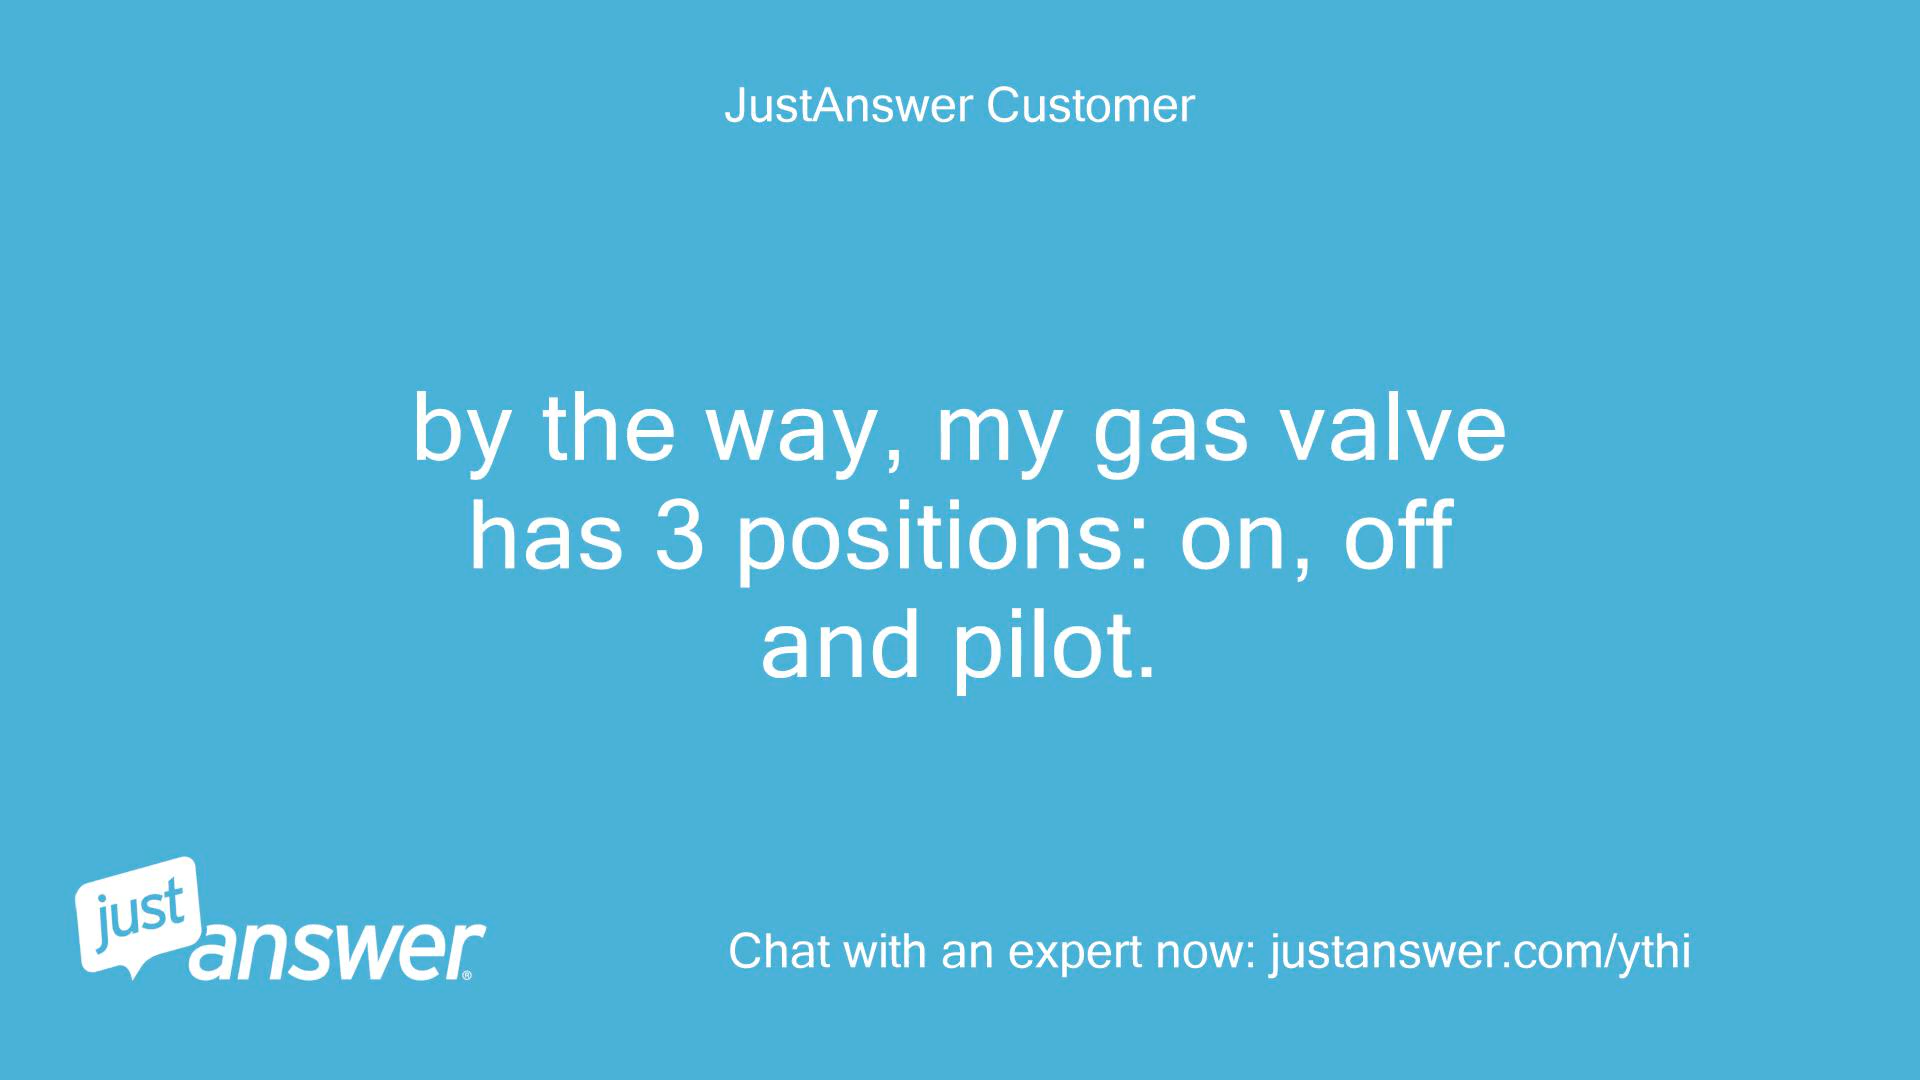 JustAnswer Customer
by the way, my gas valve
has 3 positions: on, off
and pilot.
just
answer®
Chat with an expert now: justanswer.com/ythi